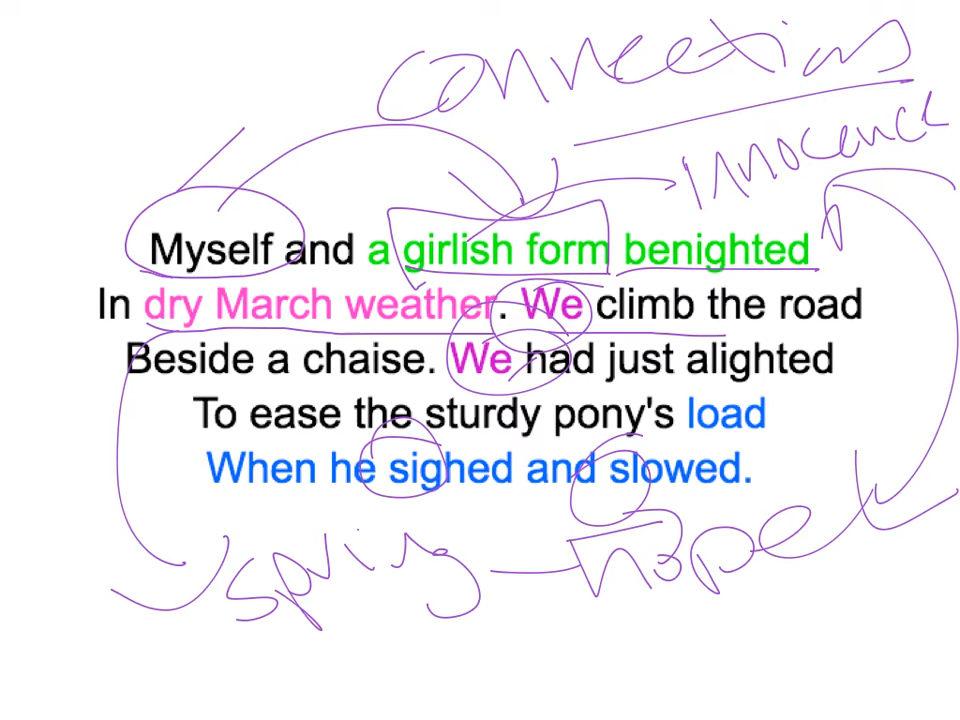 connections
innocence
Myself and a girlish form benighted
In dry March weather. We climb the road
Beside a chaise. We had just alighted
To ease the sturdy pony's load
When he sighed and slowed.
spring — hope